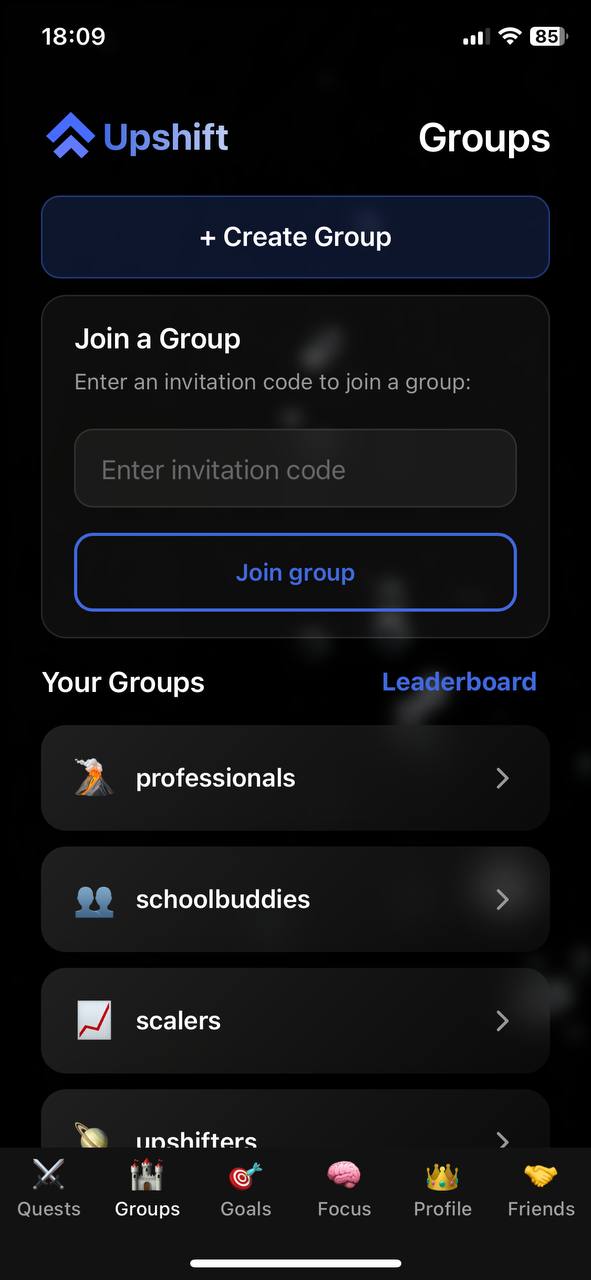 18:09
85
Upshift
Groups
+ Create Group
Join a Group
Enter an invitation code to join a group:
Enter invitation code
Join group
Your Groups
Leaderboard
professionals
schoolbuddies
scalers
upshifters
Quests
Groups
Goals
Focus
Profile
Friends